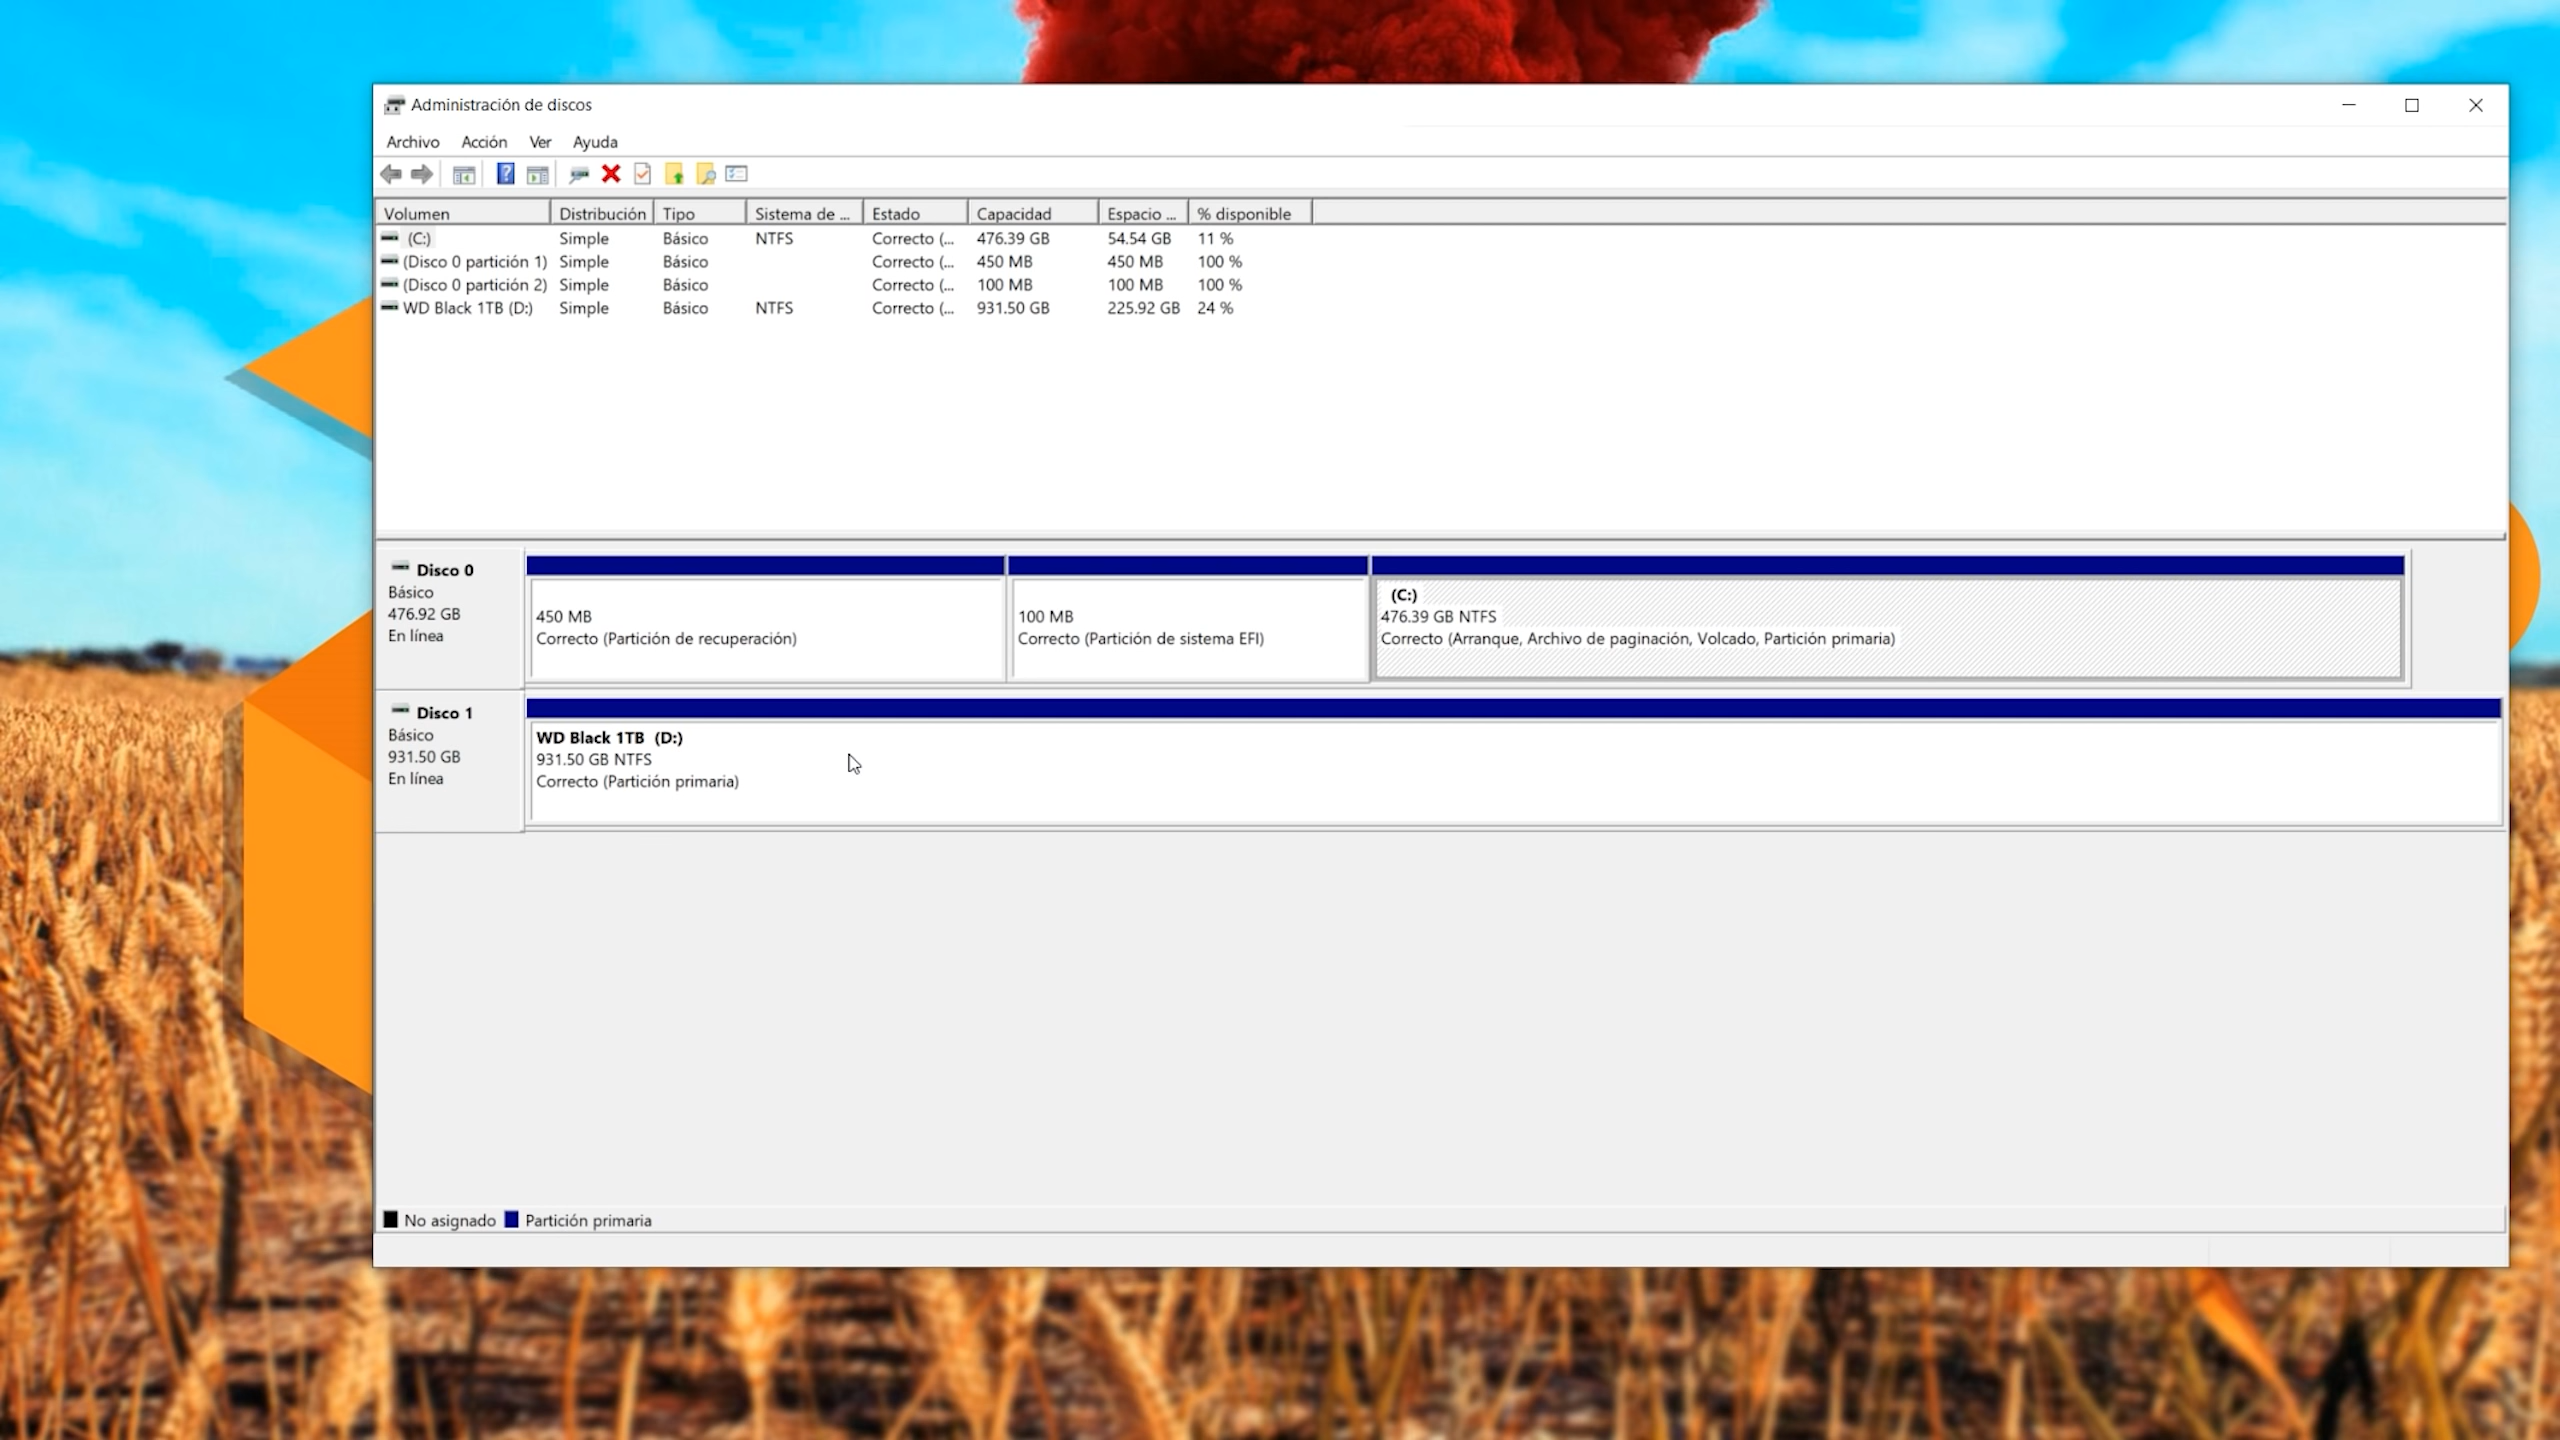 Administración de discos
Archivo Acción Ver Ayuda
Volumen Distribución Tipo Sistema de ... Estado Capacidad Espacio ... % disponible
(C:) Simple Básico NTFS Correcto (... 476.39 GB 54.54 GB 11 %
(Disco 0 partición 1) Simple Básico Correcto (... 450 MB 450 MB 100 %
(Disco 0 partición 2) Simple Básico Correcto (... 100 MB 100 MB 100 %
WD Black 1TB (D:) Simple Básico NTFS Correcto (... 931.50 GB 225.92 GB 24 %
Disco 0
Básico
476.92 GB
En línea
450 MB
Correcto (Partición de recuperación)
100 MB
Correcto (Partición de sistema EFI)
(C:)
476.39 GB NTFS
Correcto (Arranque, Archivo de paginación, Volcado, Partición primaria)
Disco 1
Básico
931.50 GB
En línea
WD Black 1TB (D:)
931.50 GB NTFS
Correcto (Partición primaria)
No asignado Partición primaria